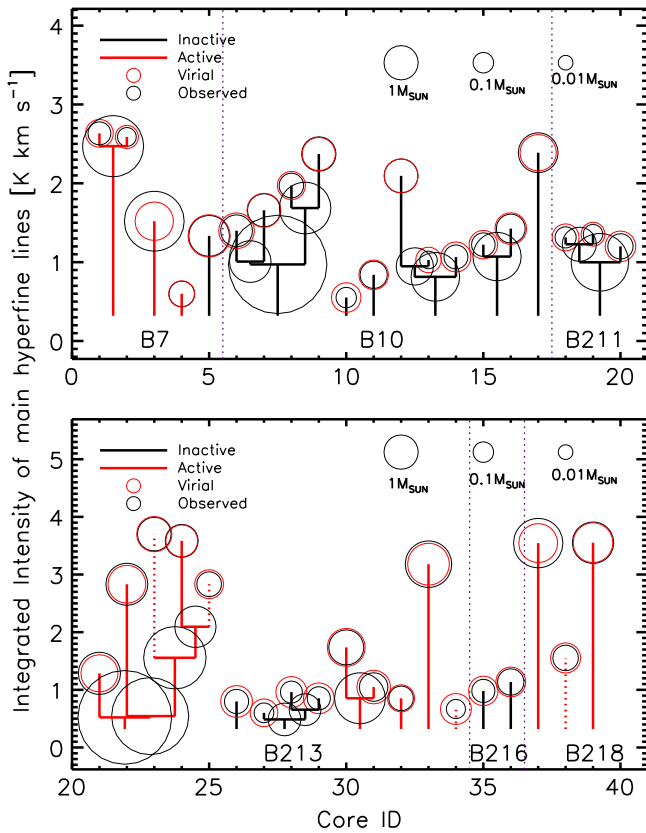 Integrated Intensity of main hyperfine lines [K km s⁻¹]
4
3
2
1
0
Inactive
Active
Virial
Observed
1M_SUN
0.1M_SUN
0.01M_SUN
B7
B10
B211
0
5
10
15
20
5
4
3
2
1
0
Inactive
Active
Virial
Observed
1M_SUN
0.1M_SUN
0.01M_SUN
B213
B216
B218
20
25
30
35
40
Core ID